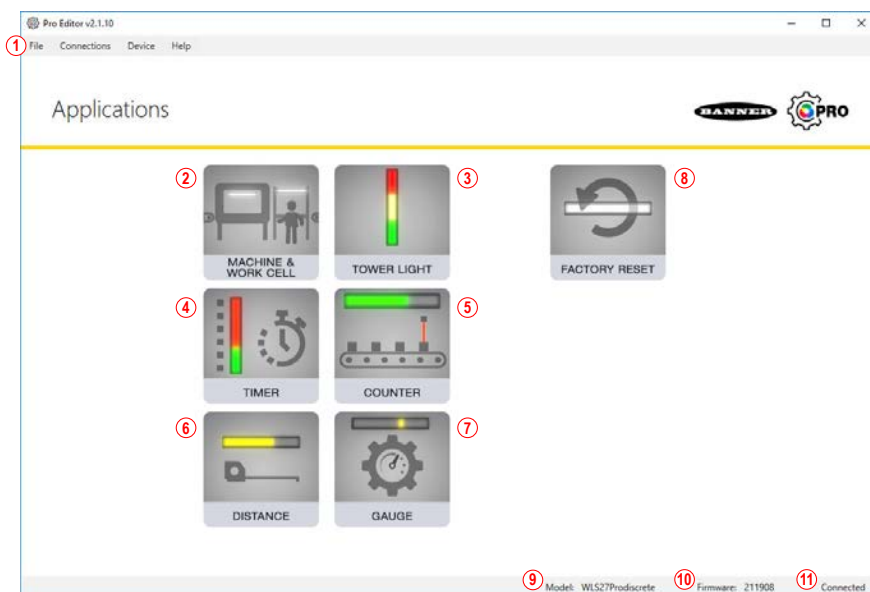 Pro Editor v2.1.10
1 File Connections Device Help
Applications
BANNER PRO
2
3
8
MACHINE &
WORK CELL
TOWER LIGHT
FACTORY RESET
4
5
TIMER
COUNTER
6
7
DISTANCE
GAUGE
9 Model: WLS27Prodiscrete 10 Firmware: 211908 11 Connected